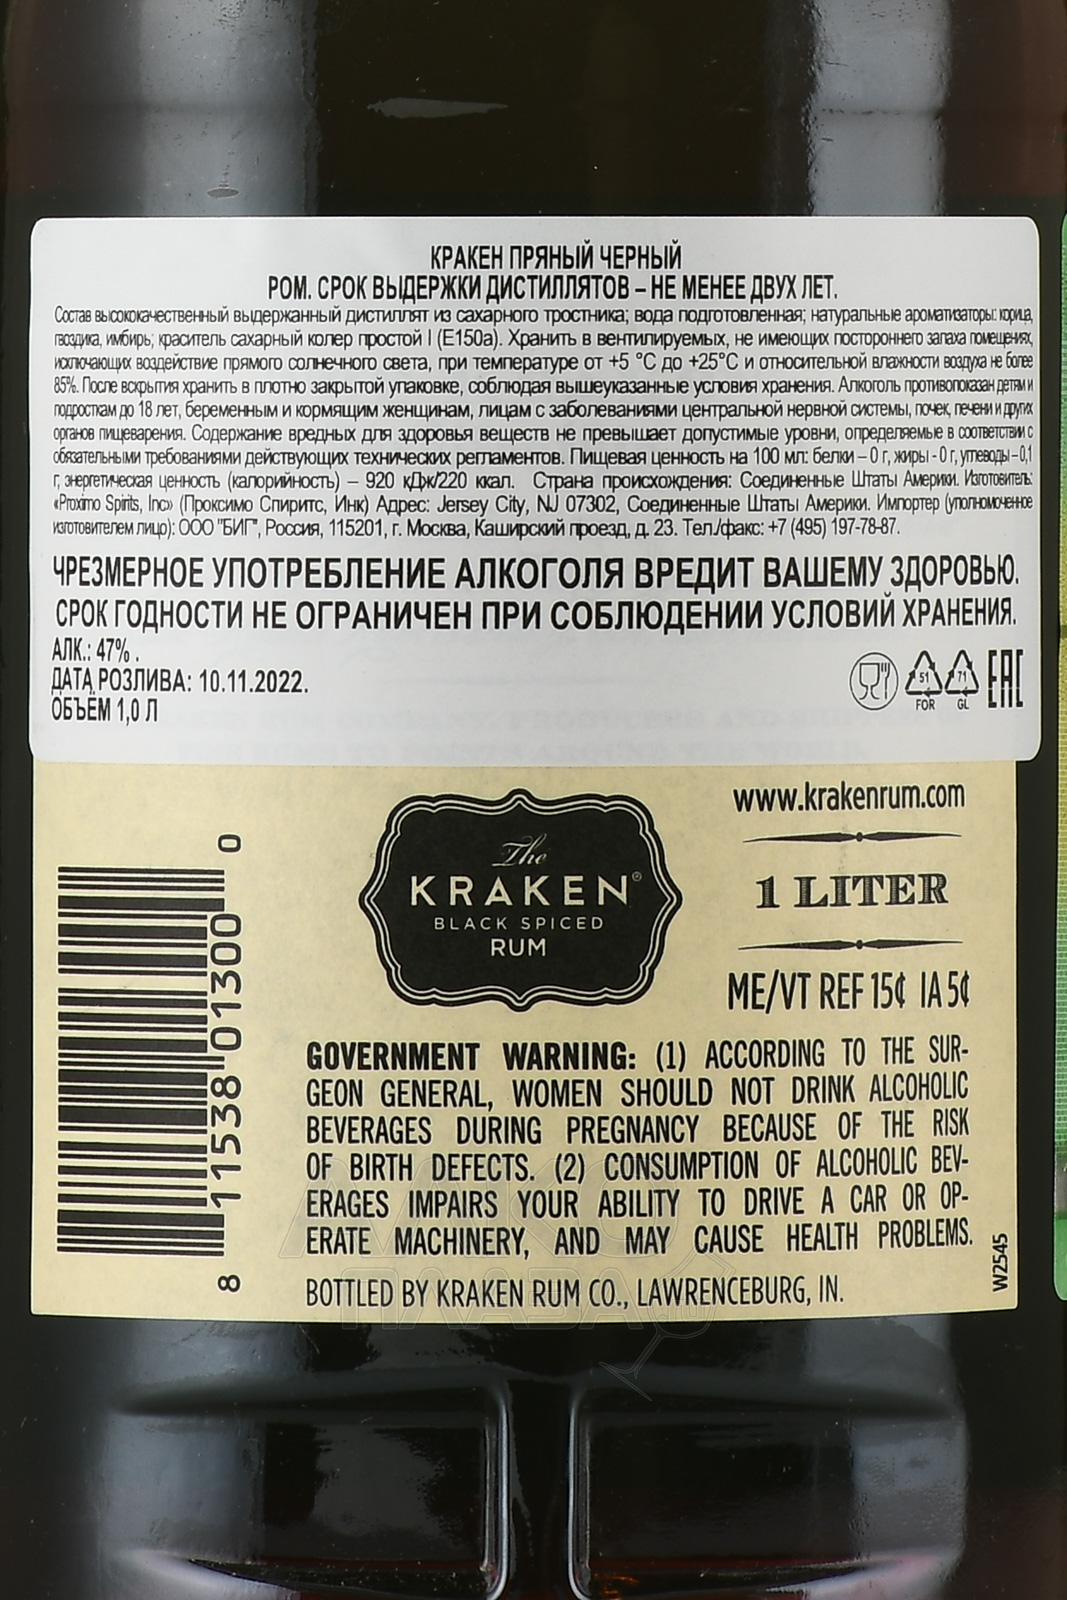 КРАКЕН ПРЯНЫЙ ЧЕРНЫЙ
РОМ. СРОК ВЫДЕРЖКИ ДИСТИЛЛЯТОВ – НЕ МЕНЕЕ ДВУХ ЛЕТ.
Состав высококачественный выдержанный дистиллят из сахарного тростника; вода подготовленная; натуральные ароматизаторы: корица,
гвоздика, имбирь; краситель сахарный колер простой I (E150a). Хранить в вентилируемых, не имеющих постороннего запаха помещениях,
исключающих воздействие прямого солнечного света, при температуре от +5 °C до +25°C и относительной влажности воздуха не более
85%. После вскрытия хранить в плотно закрытой упаковке, соблюдая вышеуказанные условия хранения. Алкоголь противопоказан детям и
подросткам до 18 лет, беременным и кормящим женщинам, лицам с заболеваниями центральной нервной системы, почек, печени и других
органов пищеварения. Содержание вредных для здоровья веществ не превышает допустимые уровни, определяемые в соответствии с
обязательными требованиями действующих технических регламентов. Пищевая ценность на 100 мл: белки – 0 г, жиры - 0 г, углеводы – 0,1
г, энергетическая ценность (калорийность) – 920 кДж/220 ккал. Страна происхождения: Соединенные Штаты Америки. Изготовитель:
«Proximo Spirits, Inc» (Проксимо Спиритс, Инк) Адрес: Jersey City, NJ 07302, Соединенные Штаты Америки. Импортер (уполномоченное
изготовителем лицо): ООО "БИГ", Россия, 115201, г. Москва, Каширский проезд, д. 23. Тел./факс: +7 (495) 197-78-87.
ЧРЕЗМЕРНОЕ УПОТРЕБЛЕНИЕ АЛКОГОЛЯ ВРЕДИТ ВАШЕМУ ЗДОРОВЬЮ.
СРОК ГОДНОСТИ НЕ ОГРАНИЧЕН ПРИ СОБЛЮДЕНИИ УСЛОВИЙ ХРАНЕНИЯ.
АЛК.: 47% .
ДАТА РОЗЛИВА: 10.11.2022.
ОБЪЁМ 1,0 Л
51 71 EAC
FOR GL
www.krakenrum.com
The
KRAKEN®
BLACK SPICED
RUM
1 LITER
ME/VT REF 15¢ IA 5¢
8 11538 01300 0
GOVERNMENT WARNING: (1) ACCORDING TO THE SUR-
GEON GENERAL, WOMEN SHOULD NOT DRINK ALCOHOLIC
BEVERAGES DURING PREGNANCY BECAUSE OF THE RISK
OF BIRTH DEFECTS. (2) CONSUMPTION OF ALCOHOLIC BEV-
ERAGES IMPAIRS YOUR ABILITY TO DRIVE A CAR OR OP-
ERATE MACHINERY, AND MAY CAUSE HEALTH PROBLEMS.
BOTTLED BY KRAKEN RUM CO., LAWRENCEBURG, IN.
W2545
АЛКО
ПЛАЗА